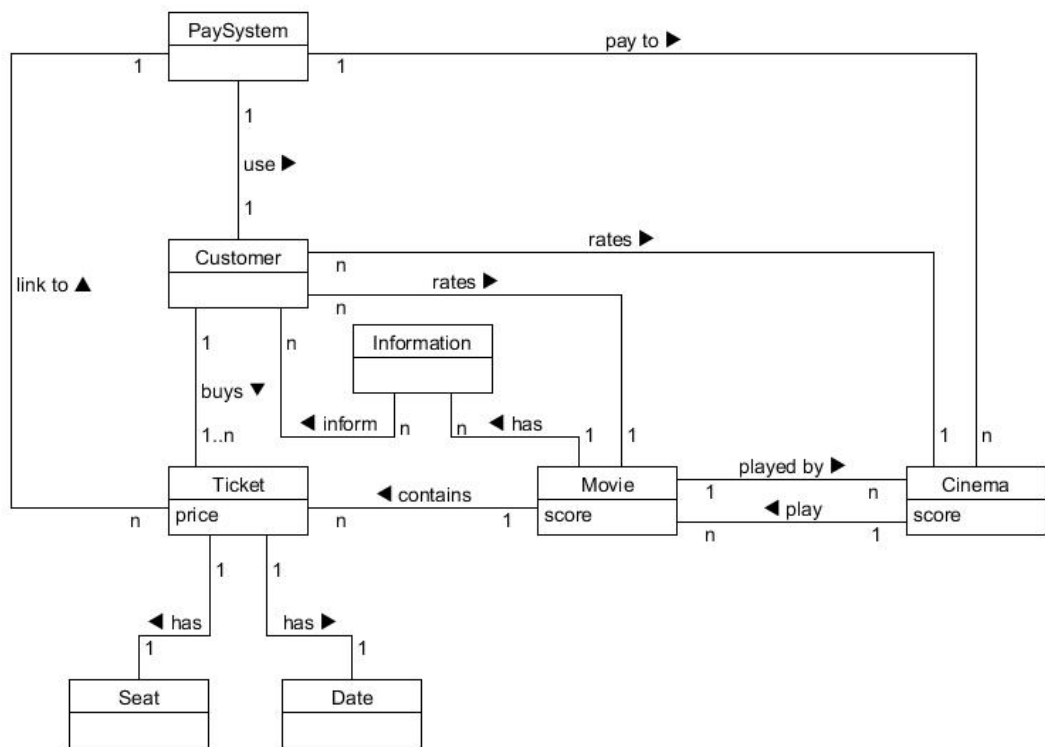 PaySystem
1
1
pay to ►
1
use ►
1
Customer
rates ►
n
rates ►
n
link to ▲
1
n
Information
buys ▼
◄ inform
n
n
◄ has
1
1
1
n
1..n
Ticket
price
◄ contains
n
1
Movie
score
played by ►
1
n
◄ play
n
1
Cinema
score
n
1
1
◄ has
has ►
1
1
Seat
Date